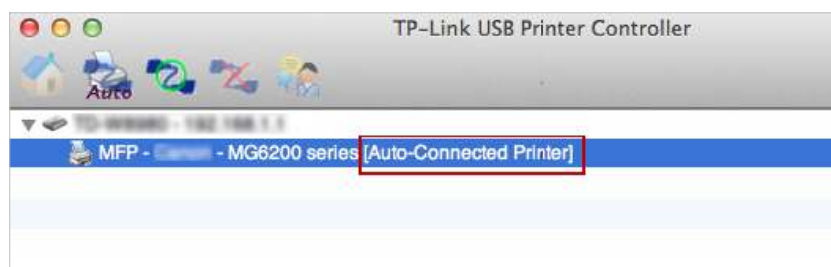 TP-Link USB Printer Controller
Auto
MFP - - MG6200 series [Auto-Connected Printer]